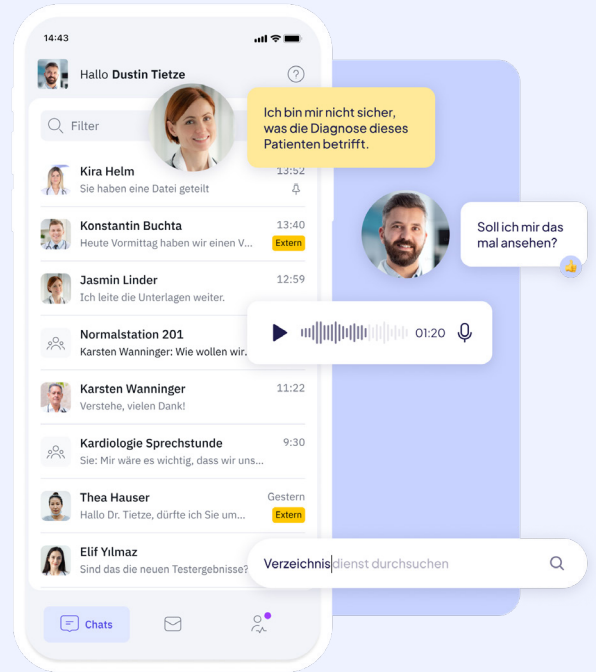 14:43
Hallo Dustin Tietze
Filter
Ich bin mir nicht sicher,
was die Diagnose dieses
Patienten betrifft.
Kira Helm
13:52
Sie haben eine Datei geteilt
Konstantin Buchta
13:40
Heute Vormittag haben wir einen V...
Extern
Soll ich mir das
mal ansehen?
Jasmin Linder
12:59
Ich leite die Unterlagen weiter.
Normalstation 201
Karsten Wanninger: Wie wollen wir.
01:20
Karsten Wanninger
11:22
Verstehe, vielen Dank!
Kardiologie Sprechstunde
9:30
Sie: Mir wäre es wichtig, dass wir uns...
Thea Hauser
Gestern
Hallo Dr. Tietze, dürfte ich Sie um...
Extern
Elif Yılmaz
Sind das die neuen Testergebnisse?
Verzeichnisdienst durchsuchen
Chats